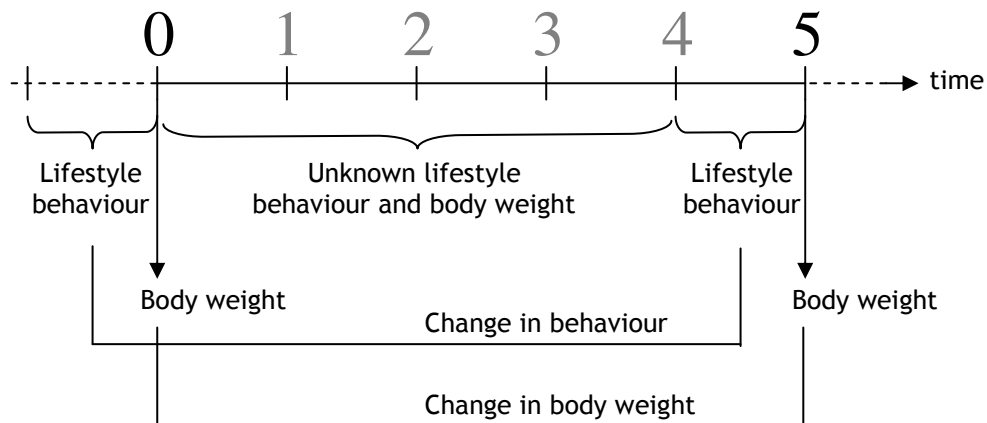 0 1 2 3 4 5
time
Lifestyle
behaviour
Unknown lifestyle
behaviour and body weight
Lifestyle
behaviour
Body weight
Body weight
Change in behaviour
Change in body weight